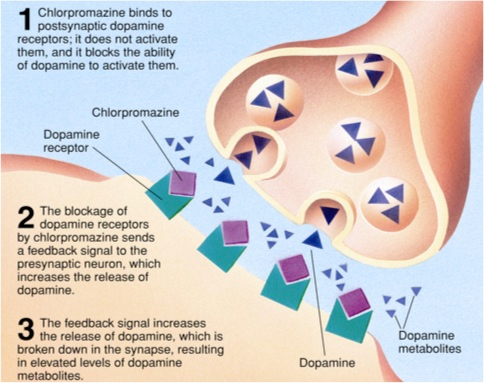 1 Chlorpromazine binds to
postsynaptic dopamine
receptors; it does not activate
them, and it blocks the ability
of dopamine to activate them.
Chlorpromazine
Dopamine
receptor
2 The blockage of
dopamine receptors
by chlorpromazine sends
a feedback signal to the
presynaptic neuron, which
increases the release of
dopamine.
3 The feedback signal increases
the release of dopamine, which is
broken down in the synapse, resulting
in elevated levels of dopamine
metabolites.
Dopamine
Dopamine
metabolites